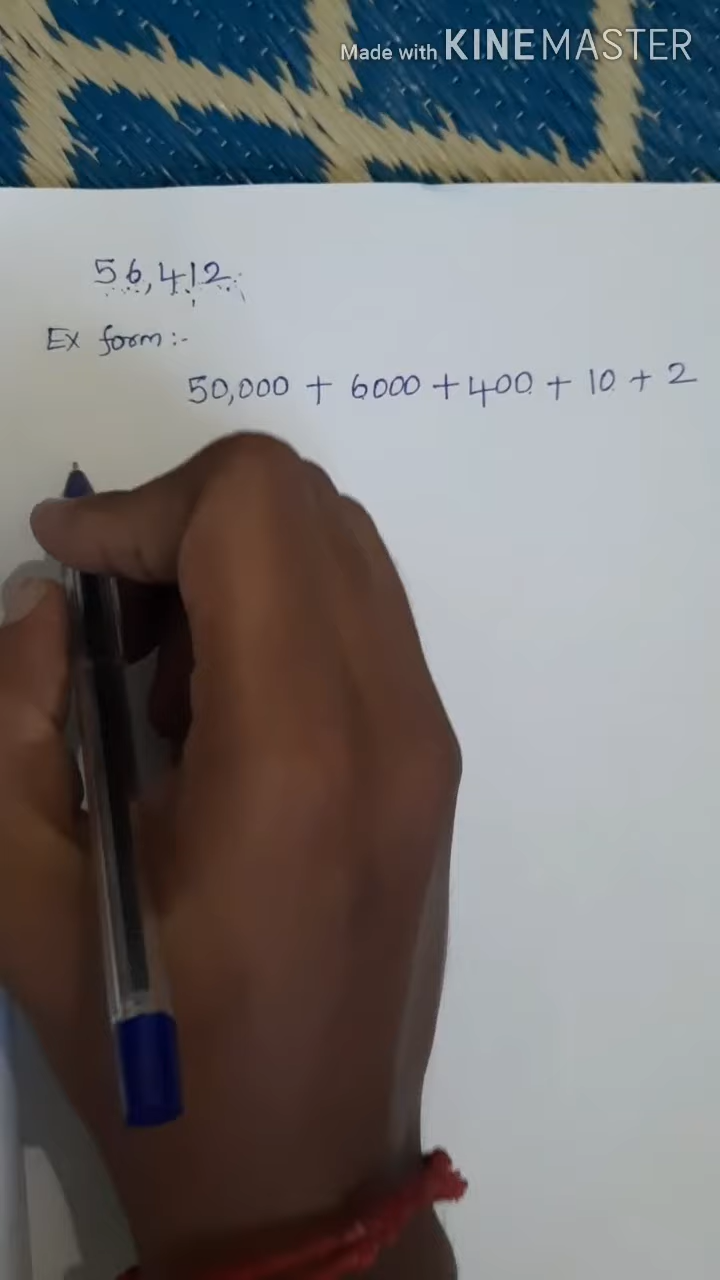 Made with KINEMASTER
56,412
Ex form :-
50,000 + 6000 + 400 + 10 + 2